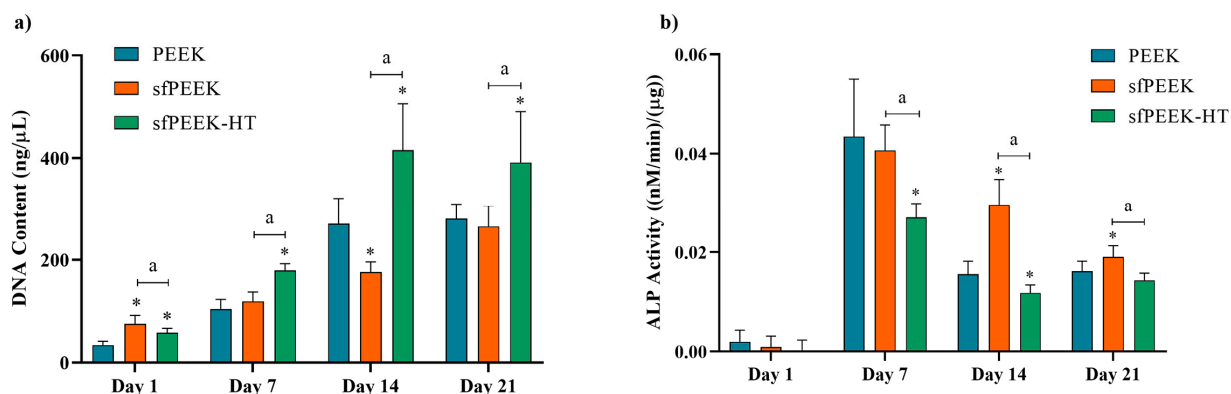 a)
DNA Content (ng/μL)
600
400
200
0
PEEK
sfPEEK
sfPEEK-HT
a
*
*
a
*
a
*
*
a
*
Day 1
Day 7
Day 14
Day 21
b)
ALP Activity ((nM/min)/(μg))
0.06
0.04
0.02
0.00
PEEK
sfPEEK
sfPEEK-HT
a
*
a
*
*
a
*
Day 1
Day 7
Day 14
Day 21